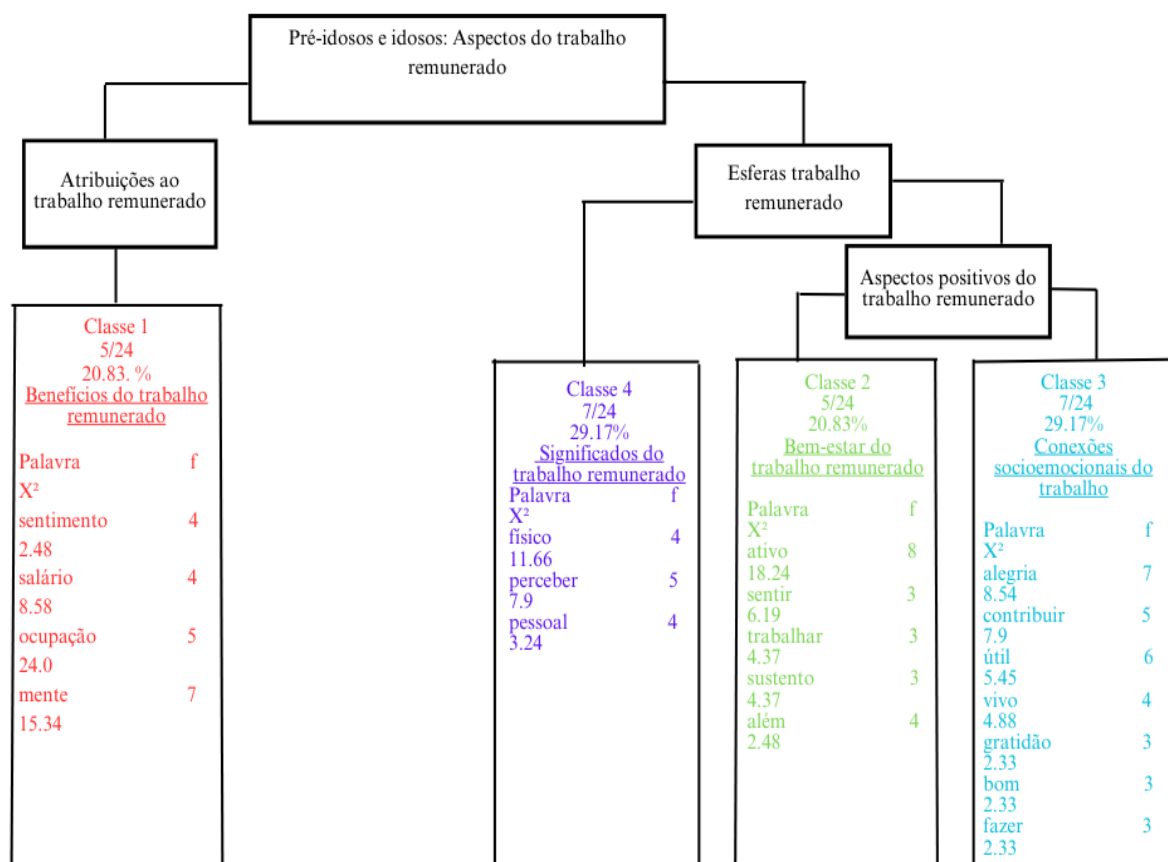 Pré-idosos e idosos: Aspectos do trabalho
remunerado
Atribuições ao
trabalho remunerado
Esferas trabalho
remunerado
Aspectos positivos do
trabalho remunerado
Classe 1
5/24
20.83. %
Benefícios do trabalho
remunerado
Palavra f
X²
sentimento 4
2.48
salário 4
8.58
ocupação 5
24.0
mente 7
15.34
Classe 4
7/24
29.17%
Significados do
trabalho remunerado
Palavra f
X²
físico 4
11.66
perceber 5
7.9
pessoal 4
3.24
Classe 2
5/24
20.83%
Bem-estar do
trabalho remunerado
Palavra f
X²
ativo 8
18.24
sentir 3
6.19
trabalhar 3
4.37
sustento 3
4.37
além 4
2.48
Classe 3
7/24
29.17%
Conexões
socioemocionais do
trabalho
Palavra f
X²
alegria 7
8.54
contribuir 5
7.9
útil 6
5.45
vivo 4
4.88
gratidão 3
2.33
bom 3
2.33
fazer 3
2.33